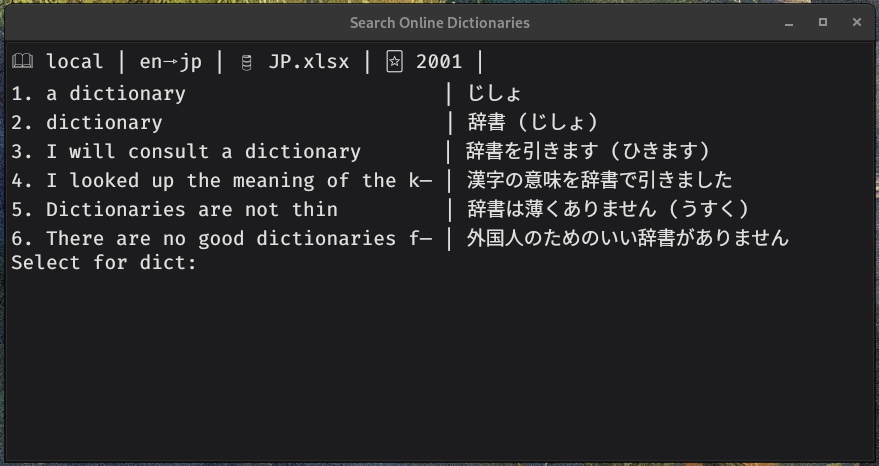 Search Online Dictionaries
🕮 local | en→jp | 🛢 JP.xlsx | 🃏 2001 |
1. a dictionary | じしょ
2. dictionary | 辞書 (じしょ)
3. I will consult a dictionary | 辞書を引きます (ひきます)
4. I looked up the meaning of the k— | 漢字の意味を辞書で引きました
5. Dictionaries are not thin | 辞書は薄くありません (うすく)
6. There are no good dictionaries f— | 外国人のためのいい辞書がありません
Select for dict: